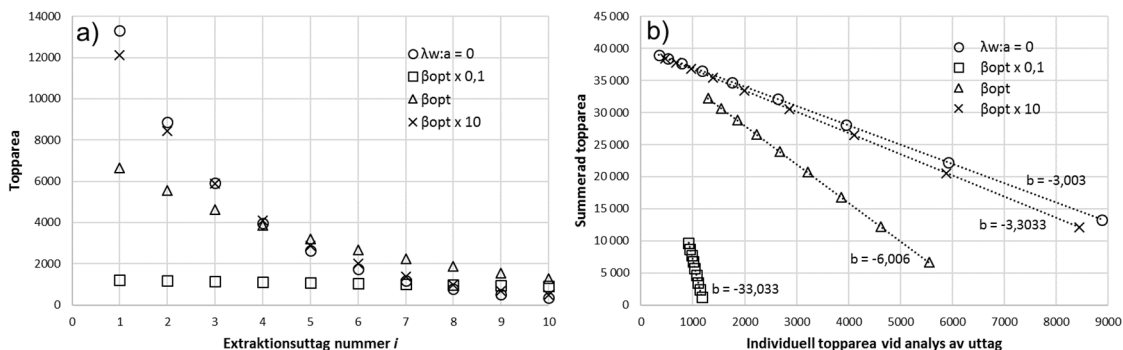 a)
14000
12000
10000
8000
6000
4000
2000
0
Topparea
0 1 2 3 4 5 6 7 8 9 10
Extraktionsuttag nummer i
λw:a = 0
βopt x 0,1
βopt
βopt x 10
b)
45 000
40 000
35 000
30 000
25 000
20 000
15 000
10 000
5 000
0
Summerad topparea
0 1000 2000 3000 4000 5000 6000 7000 8000 9000
Individuell topparea vid analys av uttag
λw:a = 0
βopt x 0,1
βopt
βopt x 10
b = -3,003
b = -3,3033
b = -6,006
b = -33,033